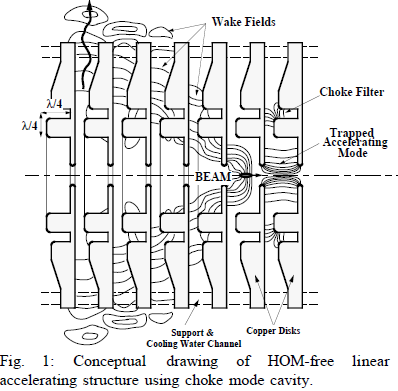 Wake Fields
Choke Filter
λ/4
λ/4
Trapped
Accelerating
Mode
BEAM
Support &
Cooling Water Channel
Copper Disks
Fig. 1: Conceptual drawing of HOM-free linear
accelerating structure using choke mode cavity.